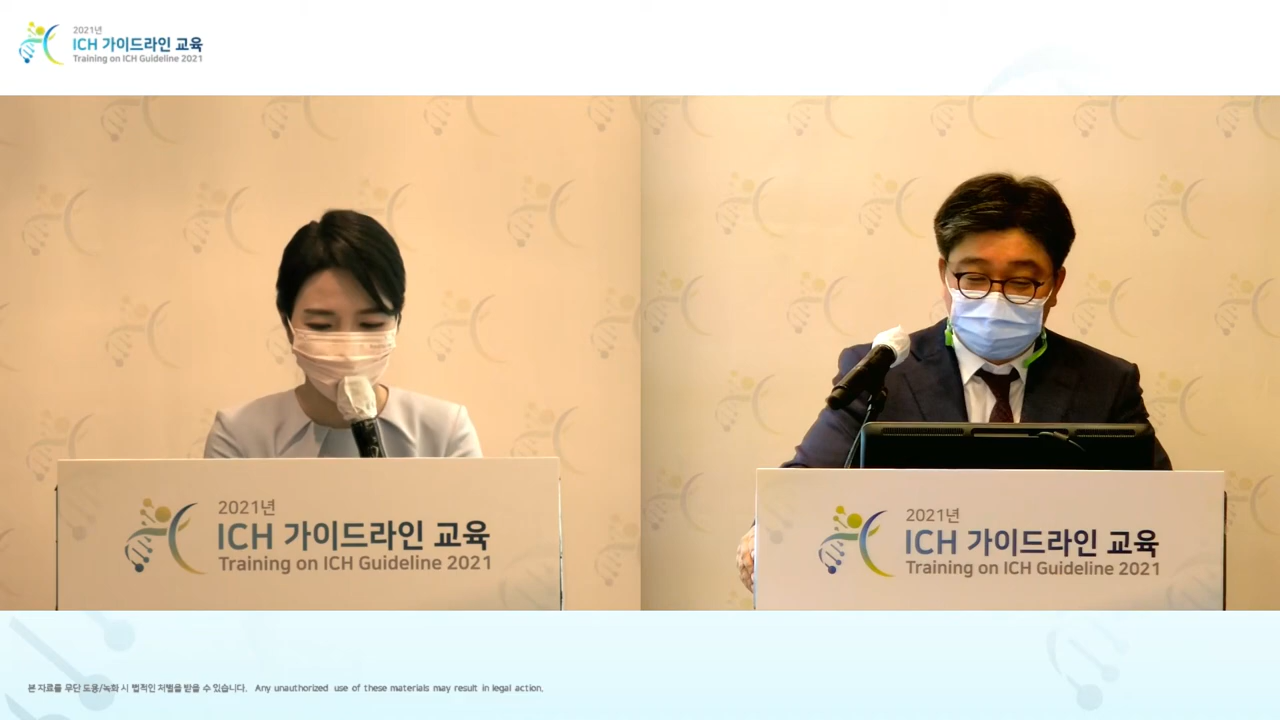 2021년
ICH 가이드라인 교육
Training on ICH Guideline 2021
2021년
ICH 가이드라인 교육
Training on ICH Guideline 2021
2021년
ICH 가이드라인 교육
Training on ICH Guideline 2021
본 자료를 무단 도용/녹화 시 법적인 처벌을 받을 수 있습니다. Any unauthorized use of these materials may result in legal action.